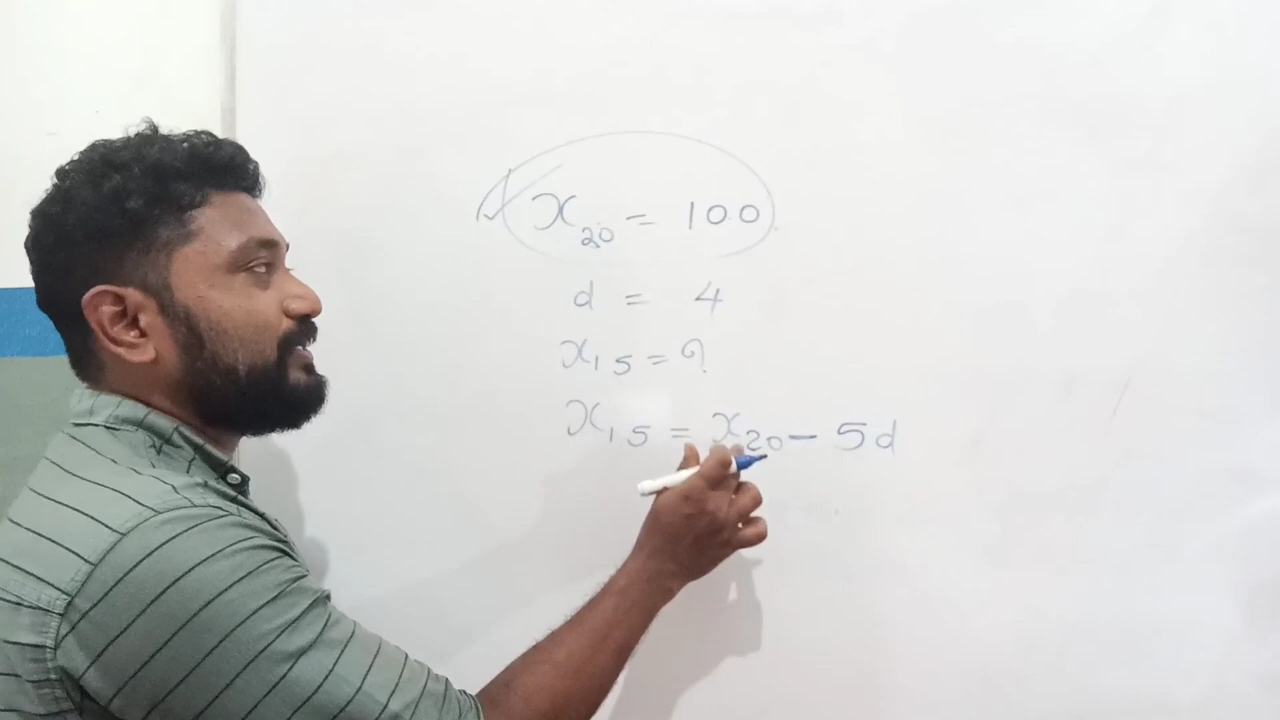 x₂₀ = 100
d = 4
x₁₅ = ?
x₁₅ = x₂₀ - 5d